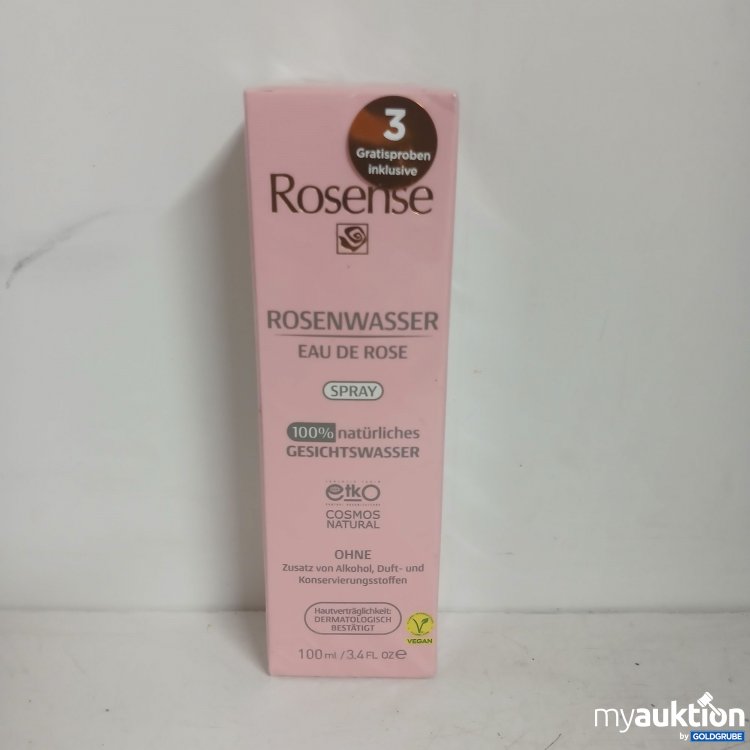 3
Gratisproben
inklusive
Rosense
ROSENWASSER
EAU DE ROSE
SPRAY
100% natürliches
GESICHTSWASSER
etko
COSMOS
NATURAL
OHNE
Zusatz von Alkohol, Duft- und
Konservierungsstoffen
Hautverträglichkeit:
DERMATOLOGISCH
BESTÄTIGT
VEGAN
100 ml / 3.4 FL OZ e
myauktion
by GOLDGRUBE